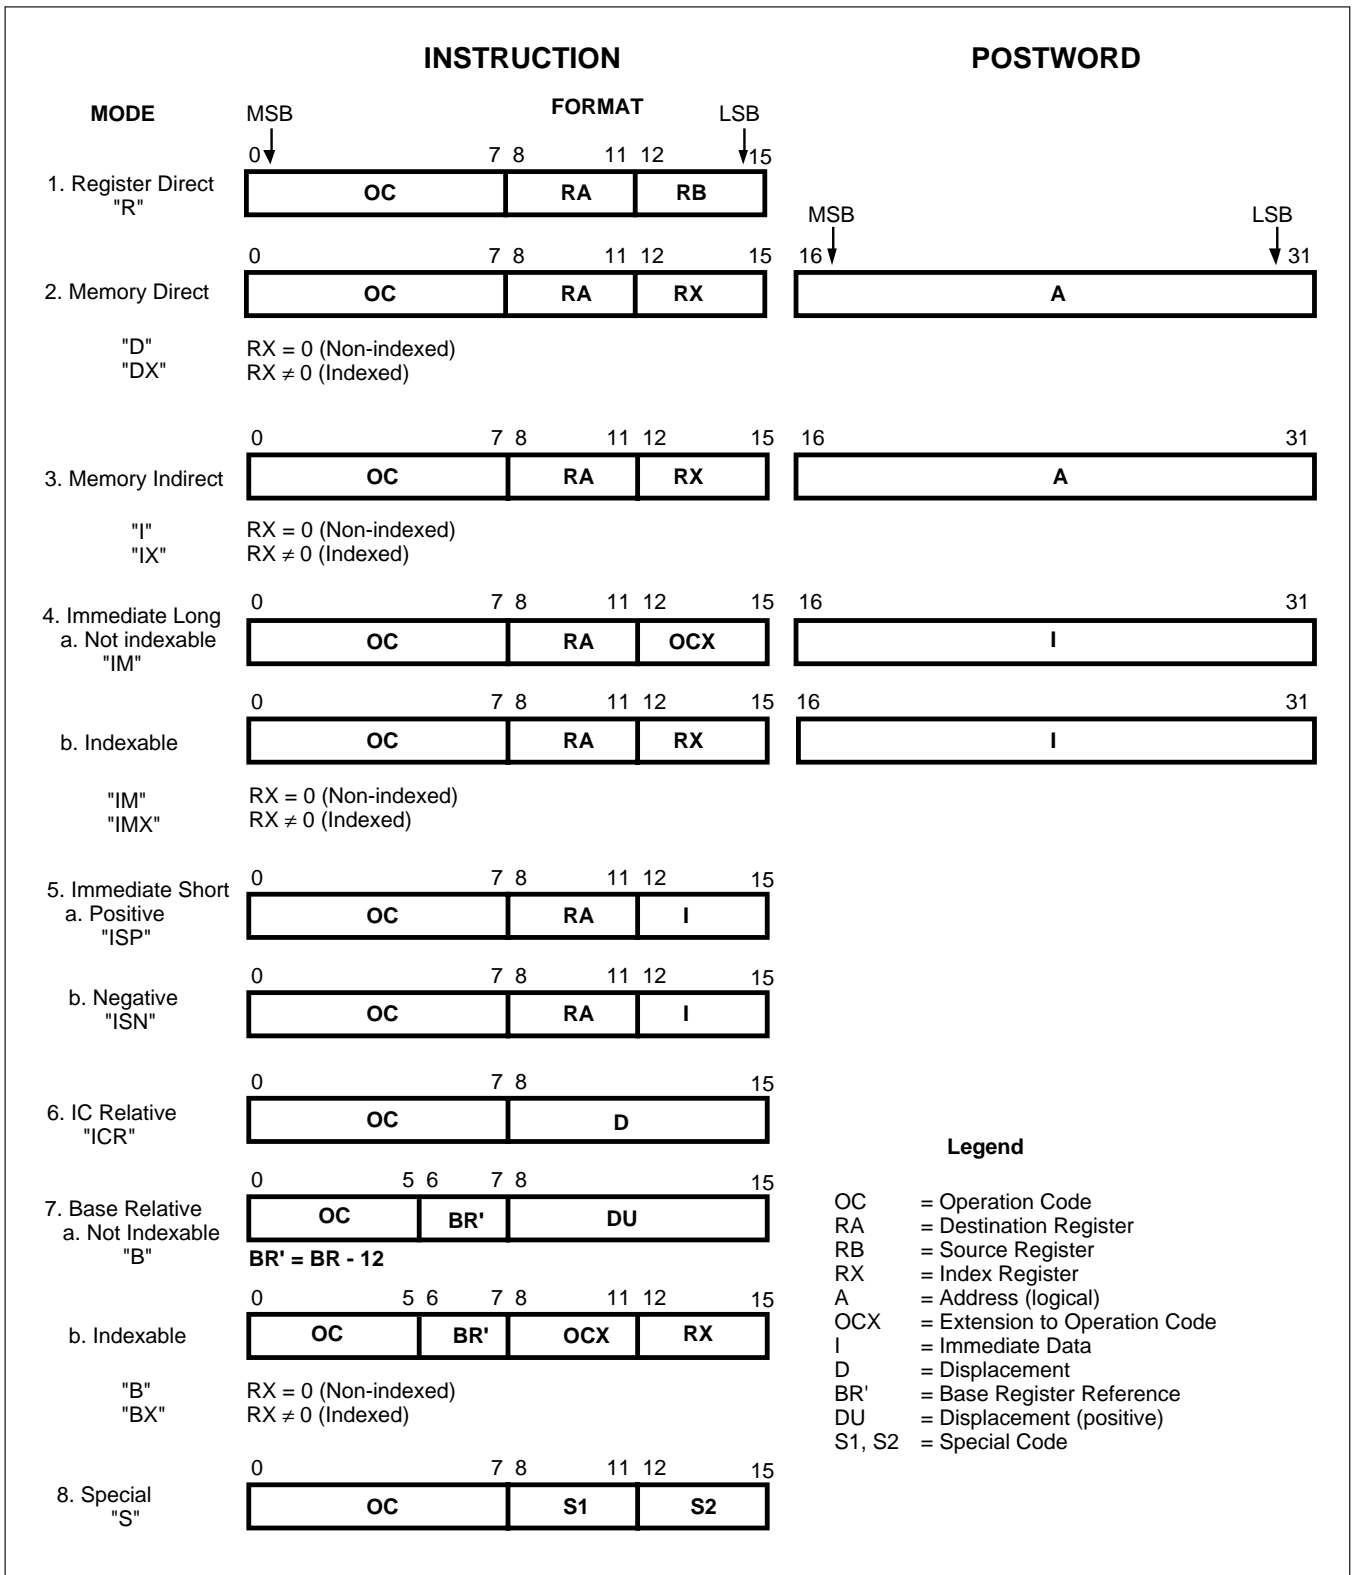 INSTRUCTION POSTWORD
MODE MSB FORMAT LSB
0 7 8 11 12 15
1. Register Direct OC RA RB
"R"
MSB LSB
0 7 8 11 12 15 16 31
2. Memory Direct OC RA RX A
"D" RX = 0 (Non-indexed)
"DX" RX ≠ 0 (Indexed)
0 7 8 11 12 15 16 31
3. Memory Indirect OC RA RX A
"I" RX = 0 (Non-indexed)
"IX" RX ≠ 0 (Indexed)
0 7 8 11 12 15 16 31
4. Immediate Long
a. Not indexable OC RA OCX I
"IM"
0 7 8 11 12 15 16 31
b. Indexable OC RA RX I
"IM" RX = 0 (Non-indexed)
"IMX" RX ≠ 0 (Indexed)
0 7 8 11 12 15
5. Immediate Short
a. Positive OC RA I
"ISP"
0 7 8 11 12 15
b. Negative OC RA I
"ISN"
0 7 8 15
6. IC Relative OC D
"ICR"
0 5 6 7 8 15
7. Base Relative OC BR' DU
a. Not Indexable
"B" BR' = BR - 12
0 5 6 7 8 11 12 15
b. Indexable OC BR' OCX RX
"B" RX = 0 (Non-indexed)
"BX" RX ≠ 0 (Indexed)
0 7 8 11 12 15
8. Special OC S1 S2
"S"
Legend
OC = Operation Code
RA = Destination Register
RB = Source Register
RX = Index Register
A = Address (logical)
OCX = Extension to Operation Code
I = Immediate Data
D = Displacement
BR' = Base Register Reference
DU = Displacement (positive)
S1, S2 = Special Code